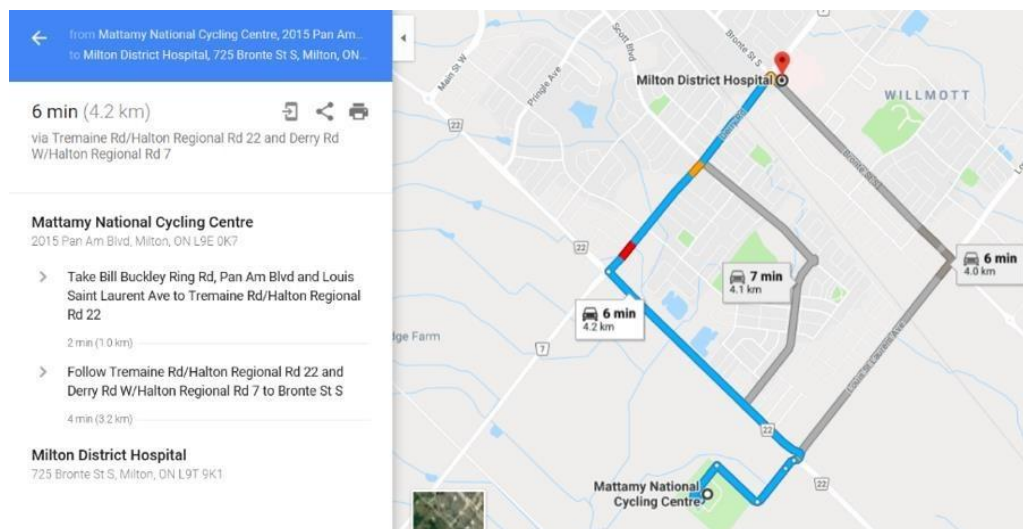 from Mattamy National Cycling Centre, 2015 Pan Am...
to Milton District Hospital, 725 Bronte St S, Milton, ON...
6 min (4.2 km)
via Tremaine Rd/Halton Regional Rd 22 and Derry Rd
W/Halton Regional Rd 7
Mattamy National Cycling Centre
2015 Pan Am Blvd, Milton, ON L9E 0K7
Take Bill Buckley Ring Rd, Pan Am Blvd and Louis
Saint Laurent Ave to Tremaine Rd/Halton Regional
Rd 22
2 min (1.0 km)
Follow Tremaine Rd/Halton Regional Rd 22 and
Derry Rd W/Halton Regional Rd 7 to Bronte St S
4 min (3.2 km)
Milton District Hospital
725 Bronte St S, Milton, ON L9T 9K1
Main St W
Pringle Ave
Scott Blvd
Bronte St S
Milton District Hospital
WILLMOTT
22
Derry Rd
Bronte St S
22
6 min
4.0 km
7 min
4.1 km
6 min
4.2 km
dge Farm
7
Louis St Laurent Ave
22
22
Mattamy National
Cycling Centre